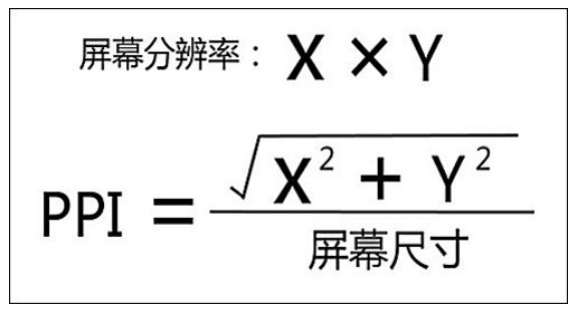 屏幕分辨率：X × Y
PPI = √(X² + Y²)
屏幕尺寸